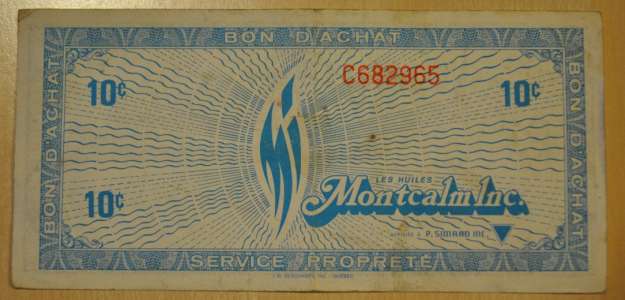 BON D'ACHAT
BON D'ACHAT
BON D'ACHAT
C682965
10¢
10¢
10¢
LES HUILES
Montcalm Inc.
P. SIMARD INC.
SERVICE PROPRETÉ